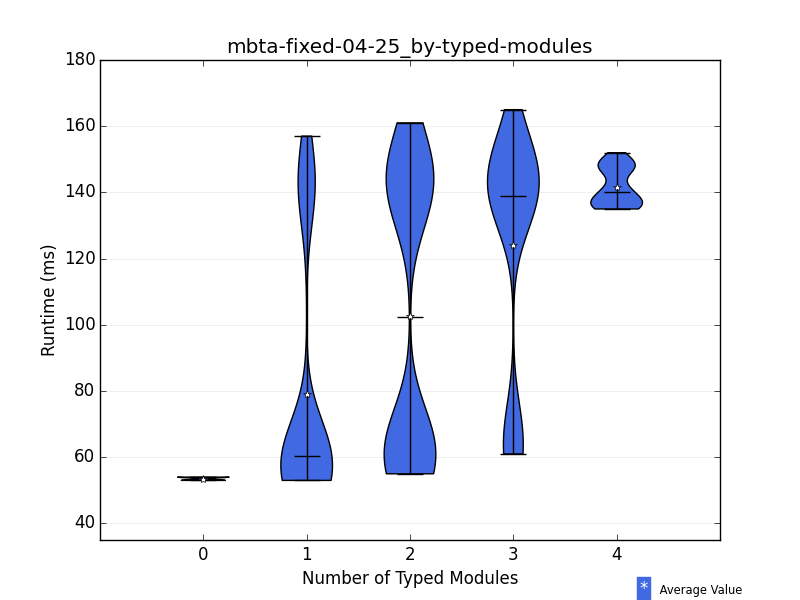 mbta-fixed-04-25_by-typed-modules
180
160
140
120
100
80
60
40
Runtime (ms)
0 1 2 3 4
Number of Typed Modules
* Average Value